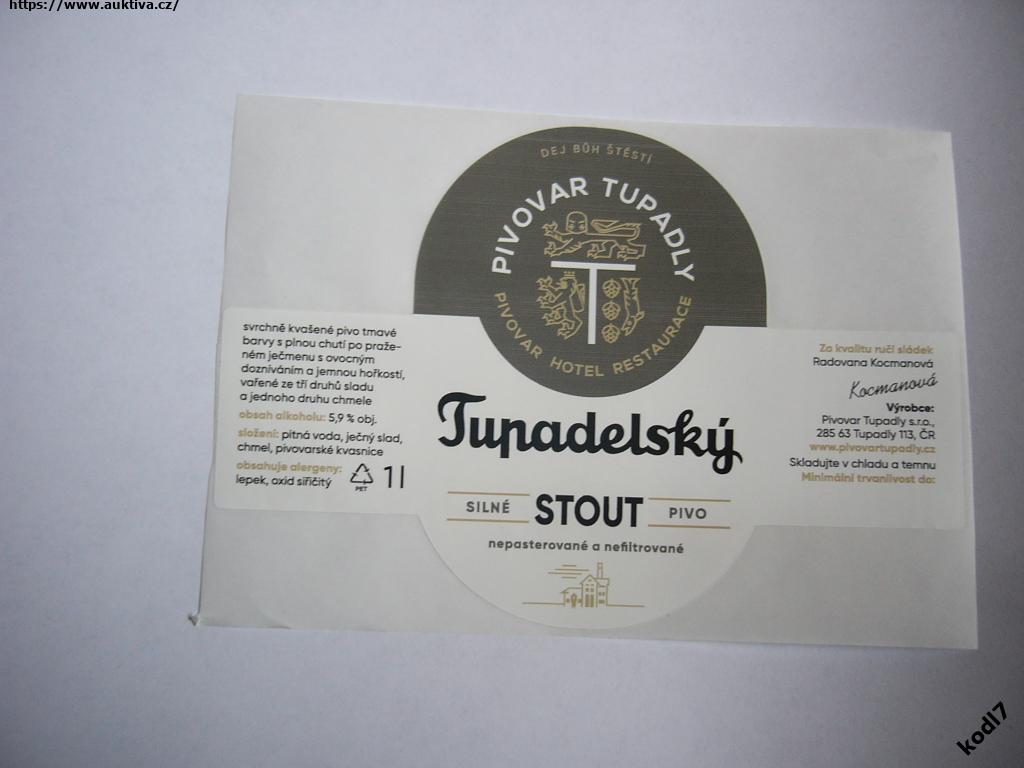 https://www.auktiva.cz/
DEJ BŮH ŠTĚSTÍ
PIVOVAR TUPADLY
T
PIVOVAR HOTEL RESTAURACE
svrchně kvašené pivo tmavé
barvy s plnou chutí po praže-
ném ječmenu s ovocným
dozníváním a jemnou hořkostí,
vařené ze tří druhů sladu
a jednoho druhu chmele
obsah alkoholu: 5,9 % obj.
složení: pitná voda, ječný slad,
chmel, pivovarské kvasnice
obsahuje alergeny:
lepek, oxid siřičitý
PET
1 l
Tupadelský
SILNÉ STOUT PIVO
nepasterované a nefiltrované
Za kvalitu ručí sládek
Radovana Kocmanová
Kocmanová
Výrobce:
Pivovar Tupadly s.r.o.,
285 63 Tupadly 113, ČR
www.pivovartupadly.cz
Skladujte v chladu a temnu
Minimální trvanlivost do:
kodl7